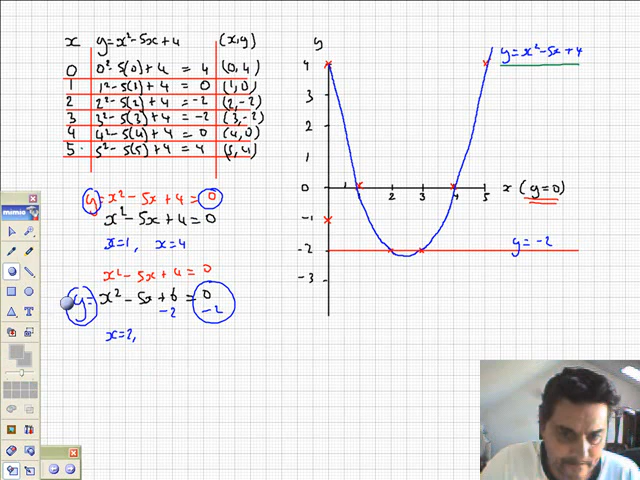 x y=x²-5x+4 (x,y)
0 0²-5(0)+4 = 4 (0,4)
1 1²-5(1)+4 = 0 (1,0)
2 2²-5(2)+4 = -2 (2,-2)
3 3²-5(3)+4 = -2 (3,-2)
4 4²-5(4)+4 = 0 (4,0)
5 5²-5(5)+4 = 4 (5,4)
y=x²-5x+4=0
x²-5x+4=0
x=1, x=4
x²-5x+4=0
y=x²-5x+6=0
-2 -2
x=2,
mimio
y
y=x²-5x+4
4
3
2
1
0 1 2 3 4 5 x (y=0)
-1
-2 y=-2
-3